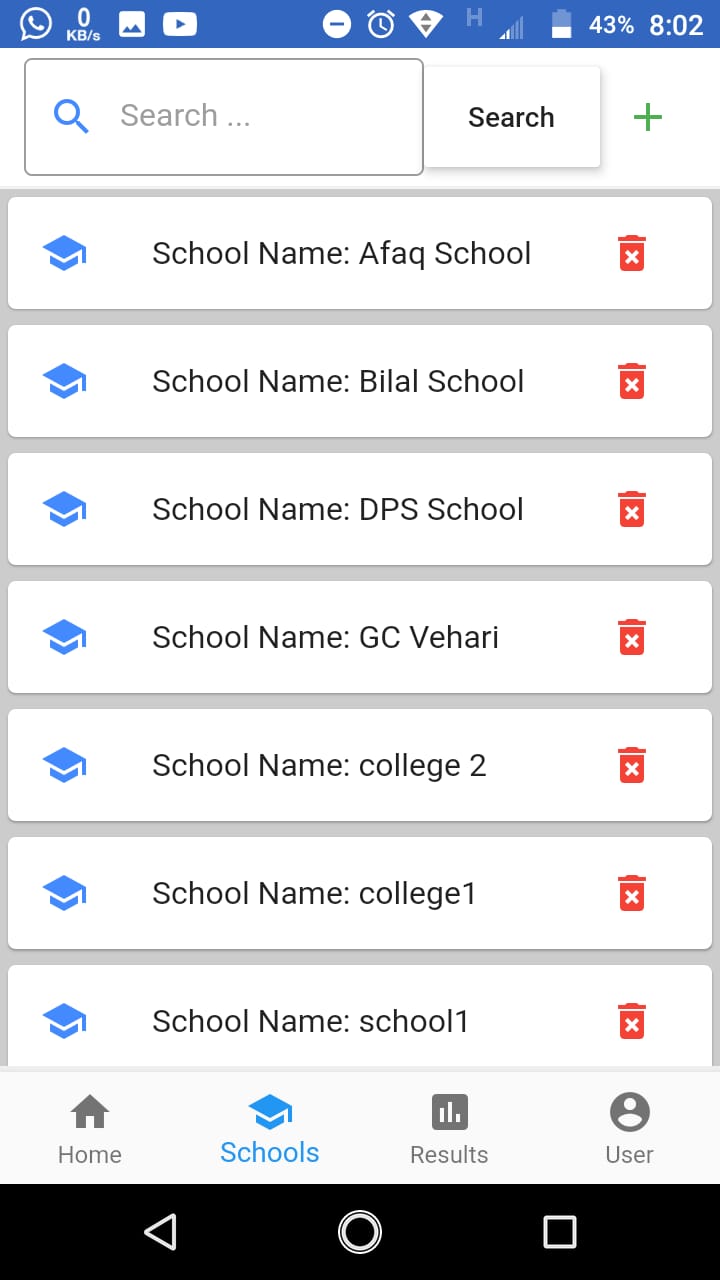 0 KB/s H 43% 8:02
Search ... Search
School Name: Afaq School
School Name: Bilal School
School Name: DPS School
School Name: GC Vehari
School Name: college 2
School Name: college1
School Name: school1
Home Schools Results User